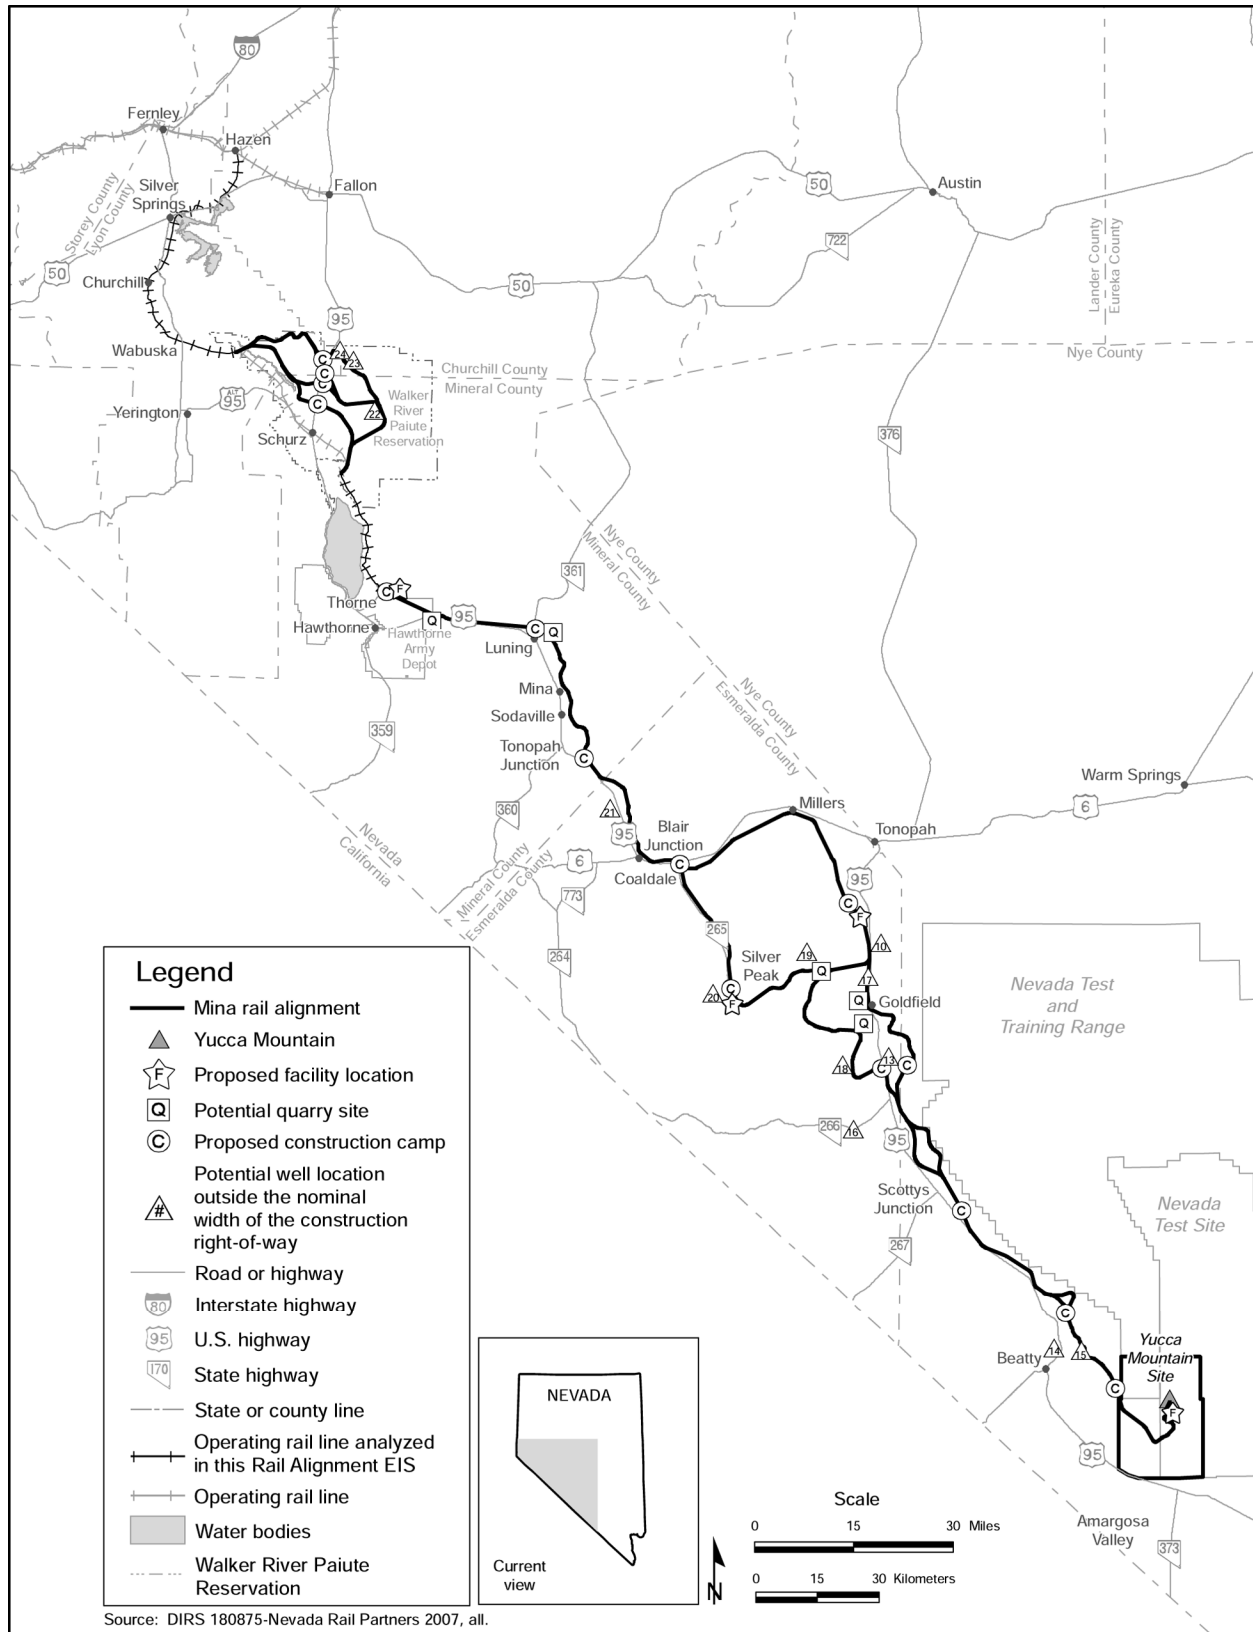 80
Fernley
Hazen
Silver
Springs
Fallon
50
Austin
Storey County
Lyon County
722
Lander County
Eureka County
50
Churchill
50
95
Wabuska
24
23
C
C
C
C
Churchill County
Mineral County
Nye County
ALT
95
Yerington
22
Walker
River
Paiute
Reservation
Schurz
376
Nye County
Mineral County
361
C
F
Thorne
Q
95
Hawthorne
Hawthorne
Army
Depot
C
Q
Luning
Mina
Sodaville
Nye County
Esmeralda County
359
Tonopah
Junction
C
Warm Springs
6
360
21
95
Millers
Tonopah
Blair
Junction
Nevada
California
6
C
Coaldale
95
Mineral County
Esmeralda County
773
C
F
265
264
10
Silver
Peak
19
Q
17
20
C
F
Q
Goldfield
Q
Nevada Test
and
Training Range
18
13
C
C
266
16
95
Scottys
Junction
C
Nevada
Test Site
267
C
14
15
Beatty
Yucca
Mountain
Site
C
F
95
Amargosa
Valley
373
Legend
Mina rail alignment
Yucca Mountain
F
Proposed facility location
Q
Potential quarry site
C
Proposed construction camp
#
Potential well location
outside the nominal
width of the construction
right-of-way
Road or highway
80
Interstate highway
95
U.S. highway
170
State highway
State or county line
Operating rail line analyzed
in this Rail Alignment EIS
Operating rail line
Water bodies
Walker River Paiute
Reservation
NEVADA
Current
view
N
Scale
0 15 30 Miles
0 15 30 Kilometers
Source: DIRS 180875-Nevada Rail Partners 2007, all.